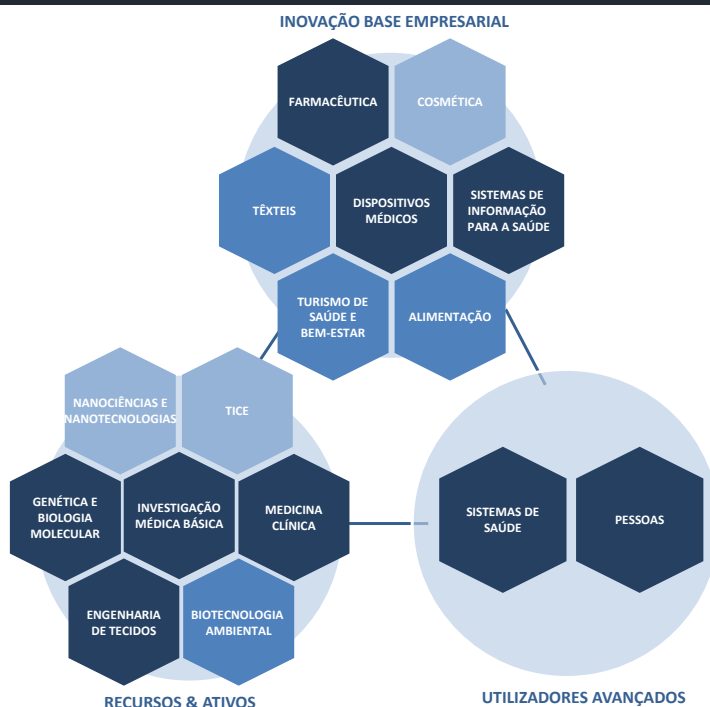 INOVAÇÃO BASE EMPRESARIAL
FARMACÊUTICA
COSMÉTICA
TÊXTEIS
DISPOSITIVOS
MÉDICOS
SISTEMAS DE
INFORMAÇÃO
PARA A SAÚDE
TURISMO DE
SAÚDE E
BEM-ESTAR
ALIMENTAÇÃO
NANOCIÊNCIAS E
NANOTECNOLOGIAS
TICE
GENÉTICA E
BIOLOGIA
MOLECULAR
INVESTIGAÇÃO
MÉDICA BÁSICA
MEDICINA
CLÍNICA
ENGENHARIA
DE TECIDOS
BIOTECNOLOGIA
AMBIENTAL
RECURSOS & ATIVOS
SISTEMAS DE
SAÚDE
PESSOAS
UTILIZADORES AVANÇADOS